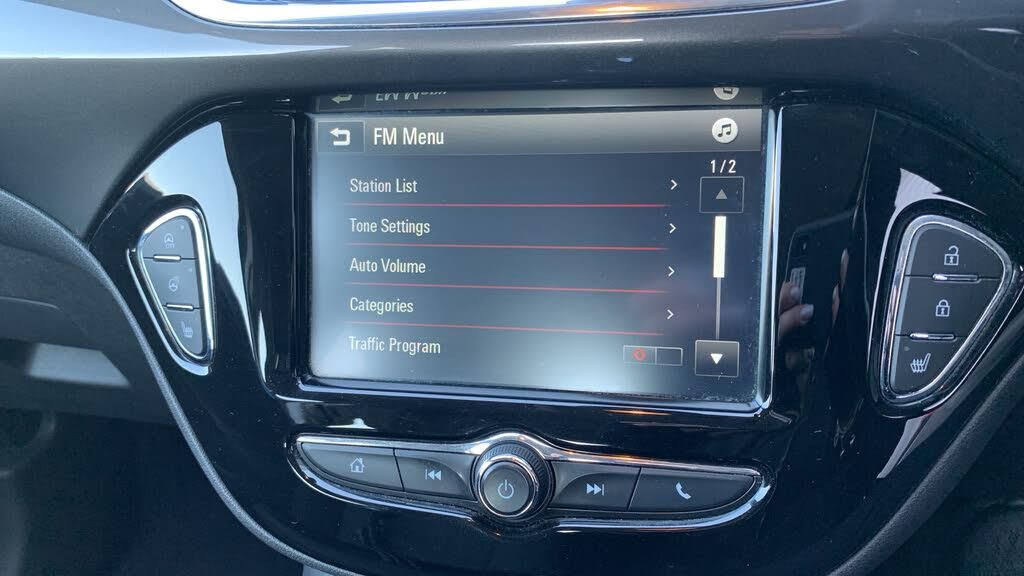 FM Menu
1/2
Station List
Tone Settings
Auto Volume
Categories
Traffic Program